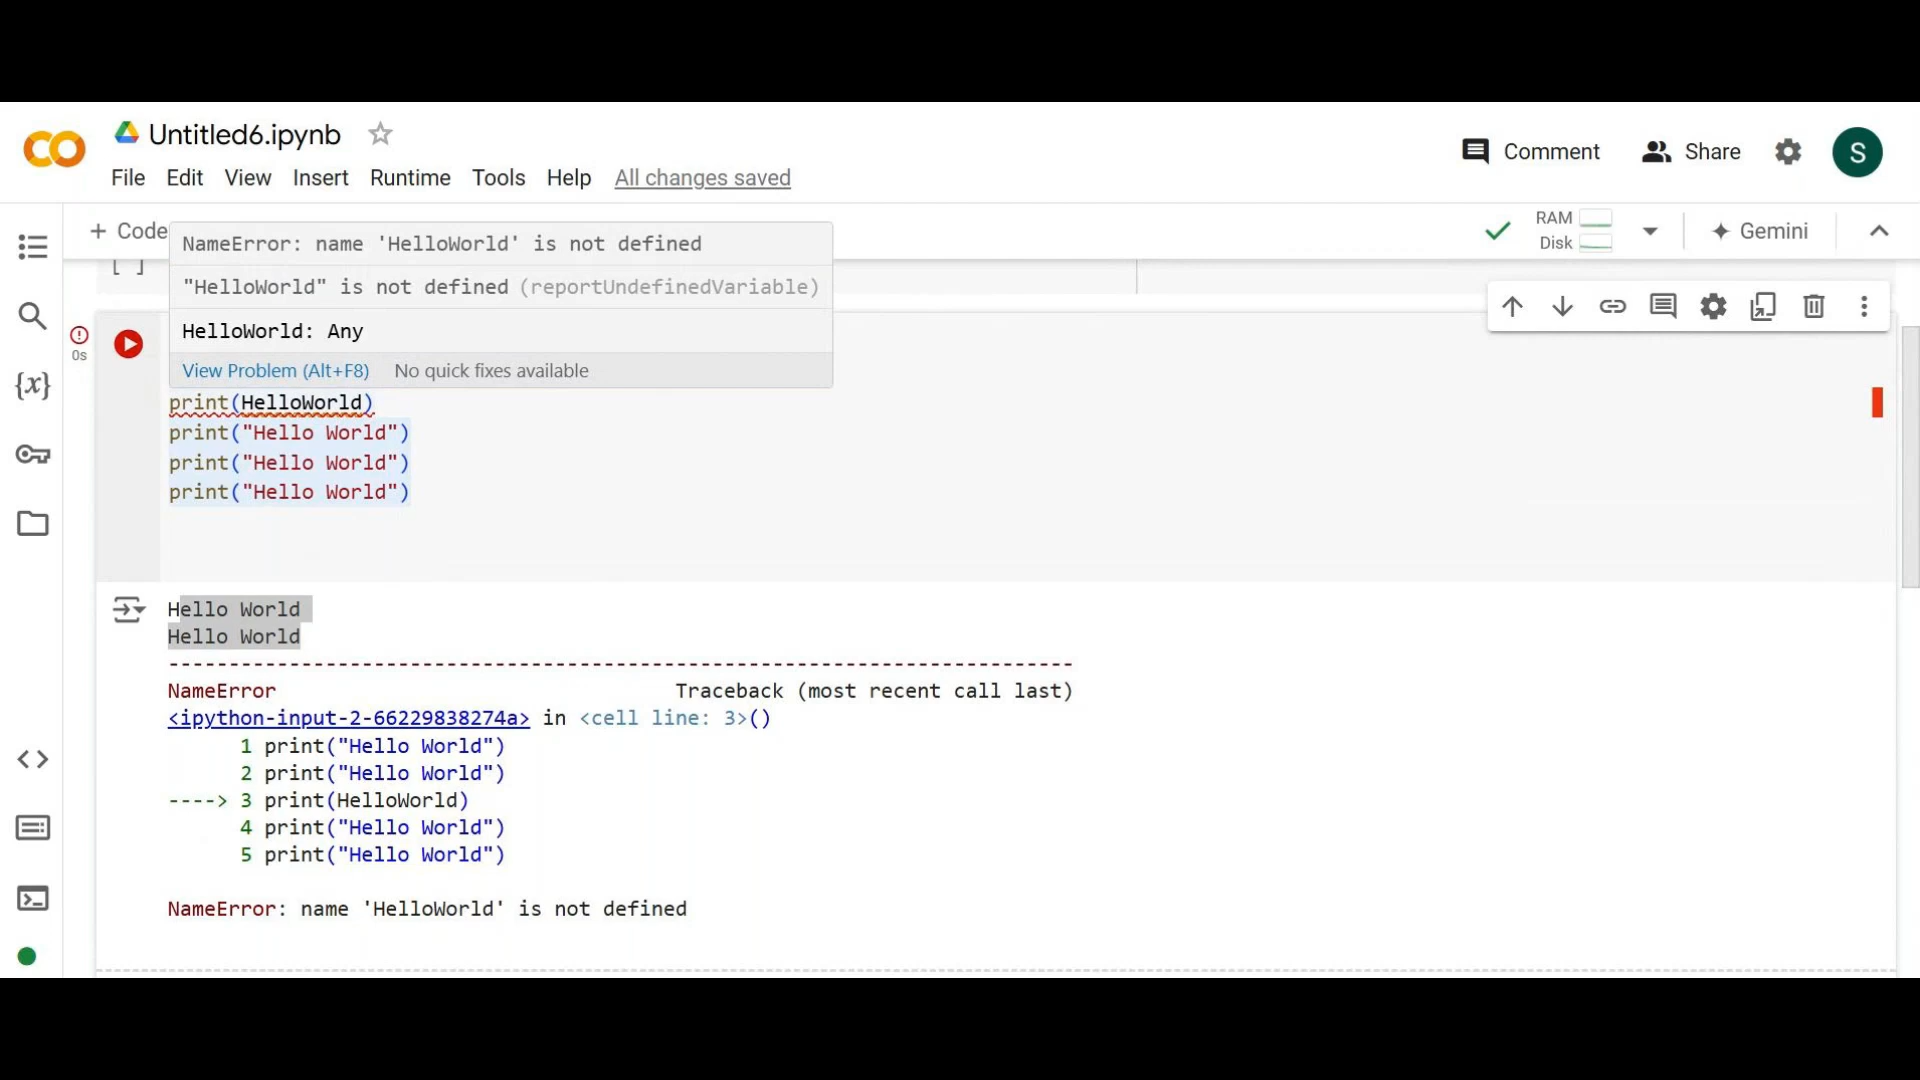 Untitled6.ipynb
File Edit View Insert Runtime Tools Help All changes saved
Comment Share S
+ Code
RAM
Disk
Gemini
NameError: name 'HelloWorld' is not defined
[ ]
"HelloWorld" is not defined (reportUndefinedVariable)
HelloWorld: Any
0s
View Problem (Alt+F8) No quick fixes available
{x}
print(HelloWorld)
print("Hello World")
print("Hello World")
print("Hello World")
Hello World
Hello World
---------------------------------------------------------------------------
NameError Traceback (most recent call last)
<ipython-input-2-66229838274a> in <cell line: 3>()
1 print("Hello World")
2 print("Hello World")
----> 3 print(HelloWorld)
4 print("Hello World")
5 print("Hello World")
NameError: name 'HelloWorld' is not defined